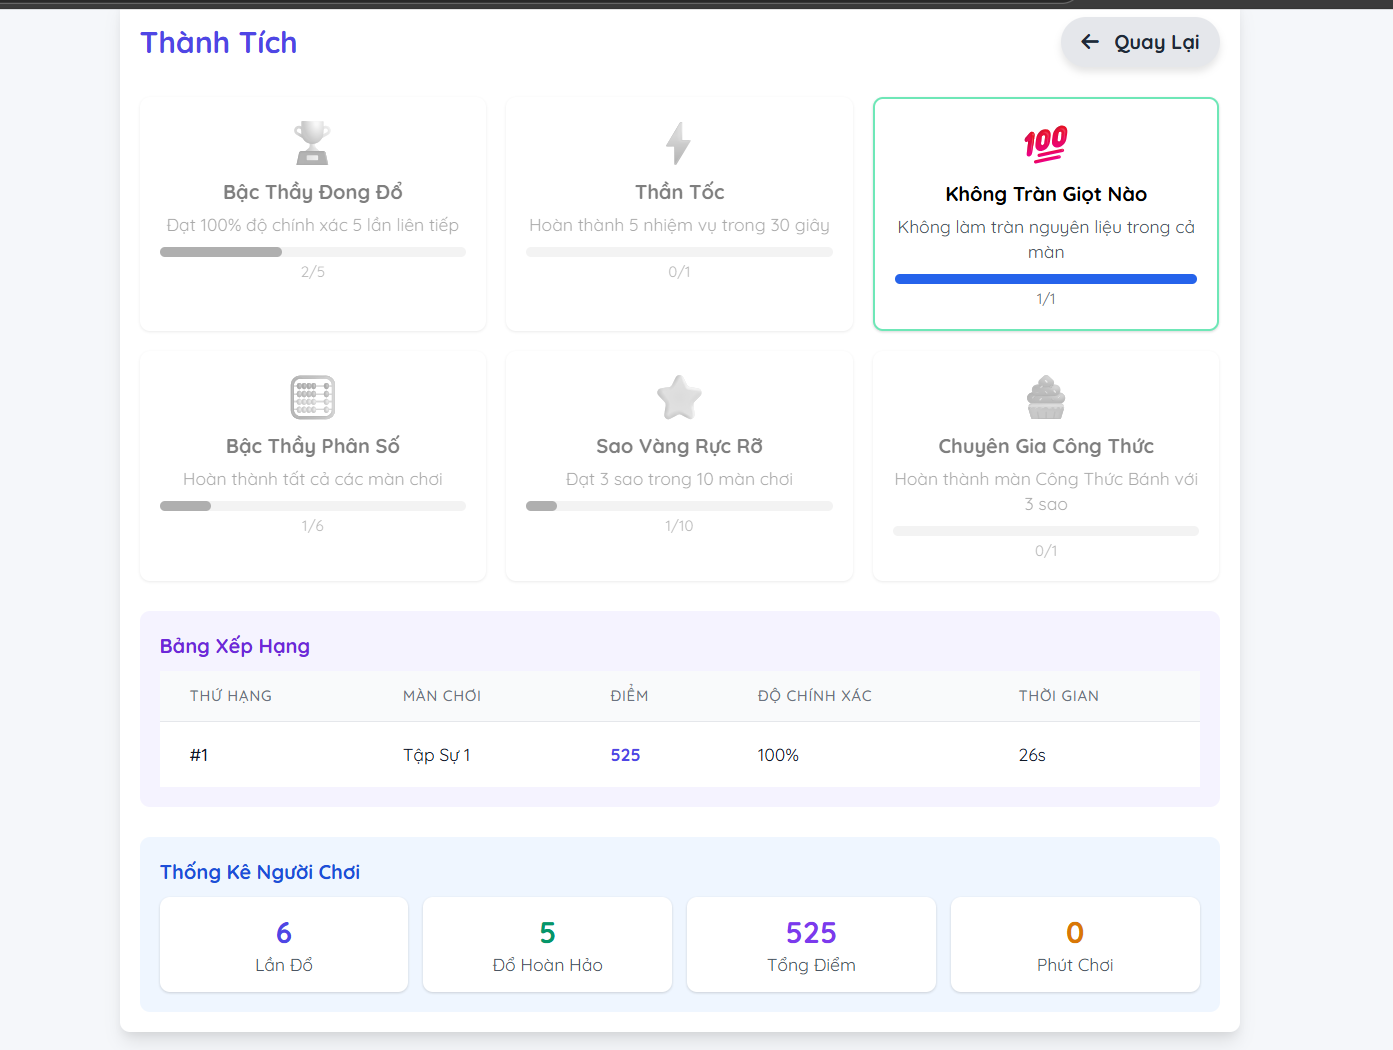 Thành Tích
Quay Lại
Bậc Thầy Đong Đổ
Đạt 100% độ chính xác 5 lần liên tiếp
2/5
Thần Tốc
Hoàn thành 5 nhiệm vụ trong 30 giây
0/1
100
Không Tràn Giọt Nào
Không làm tràn nguyên liệu trong cả
màn
1/1
Bậc Thầy Phân Số
Hoàn thành tất cả các màn chơi
1/6
Sao Vàng Rực Rỡ
Đạt 3 sao trong 10 màn chơi
1/10
Chuyên Gia Công Thức
Hoàn thành màn Công Thức Bánh với
3 sao
0/1
Bảng Xếp Hạng
THỨ HẠNG MÀN CHƠI ĐIỂM ĐỘ CHÍNH XÁC THỜI GIAN
#1 Tập Sự 1 525 100% 26s
Thống Kê Người Chơi
6
Lần Đổ
5
Đổ Hoàn Hảo
525
Tổng Điểm
0
Phút Chơi